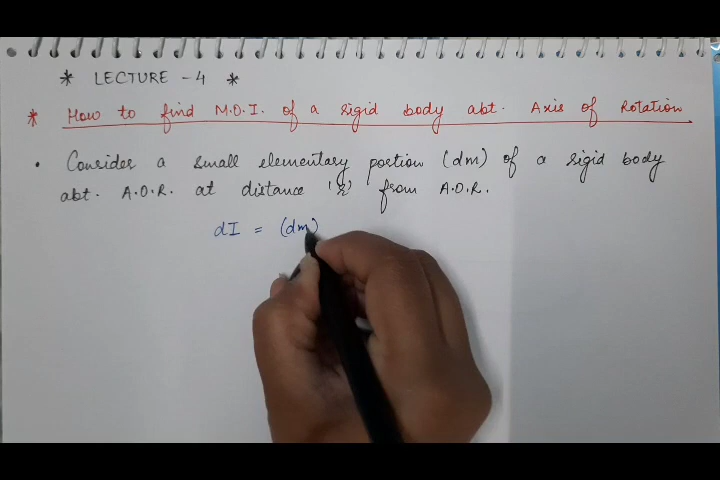 * LECTURE - 4 *
* How to find M.O.I. of a rigid body abt. Axis of Rotation
• Consider a small elementary portion (dm) of a rigid body
abt. A.O.R. at distance 'r' from A.O.R.
dI = (dm)